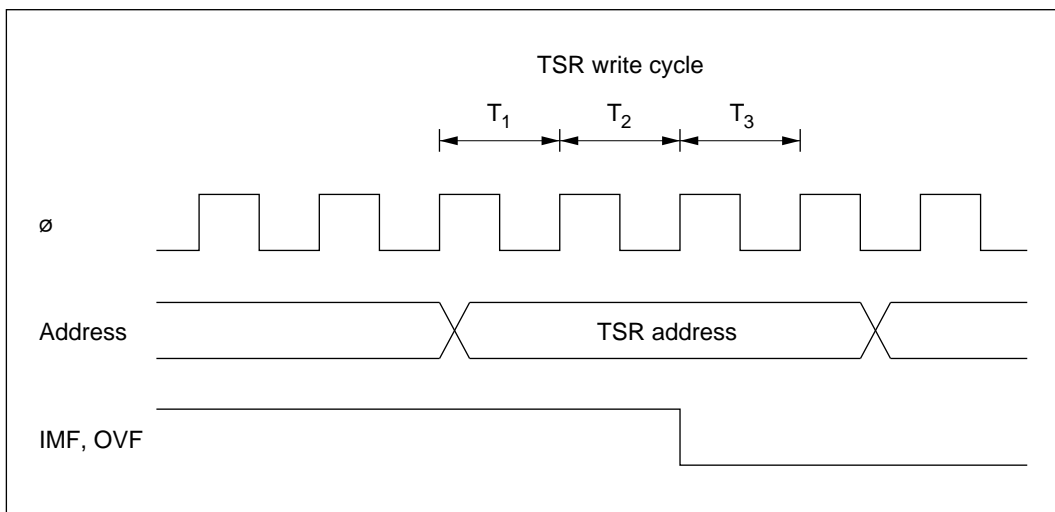 TSR write cycle
T1 T2 T3
ø
Address TSR address
IMF, OVF